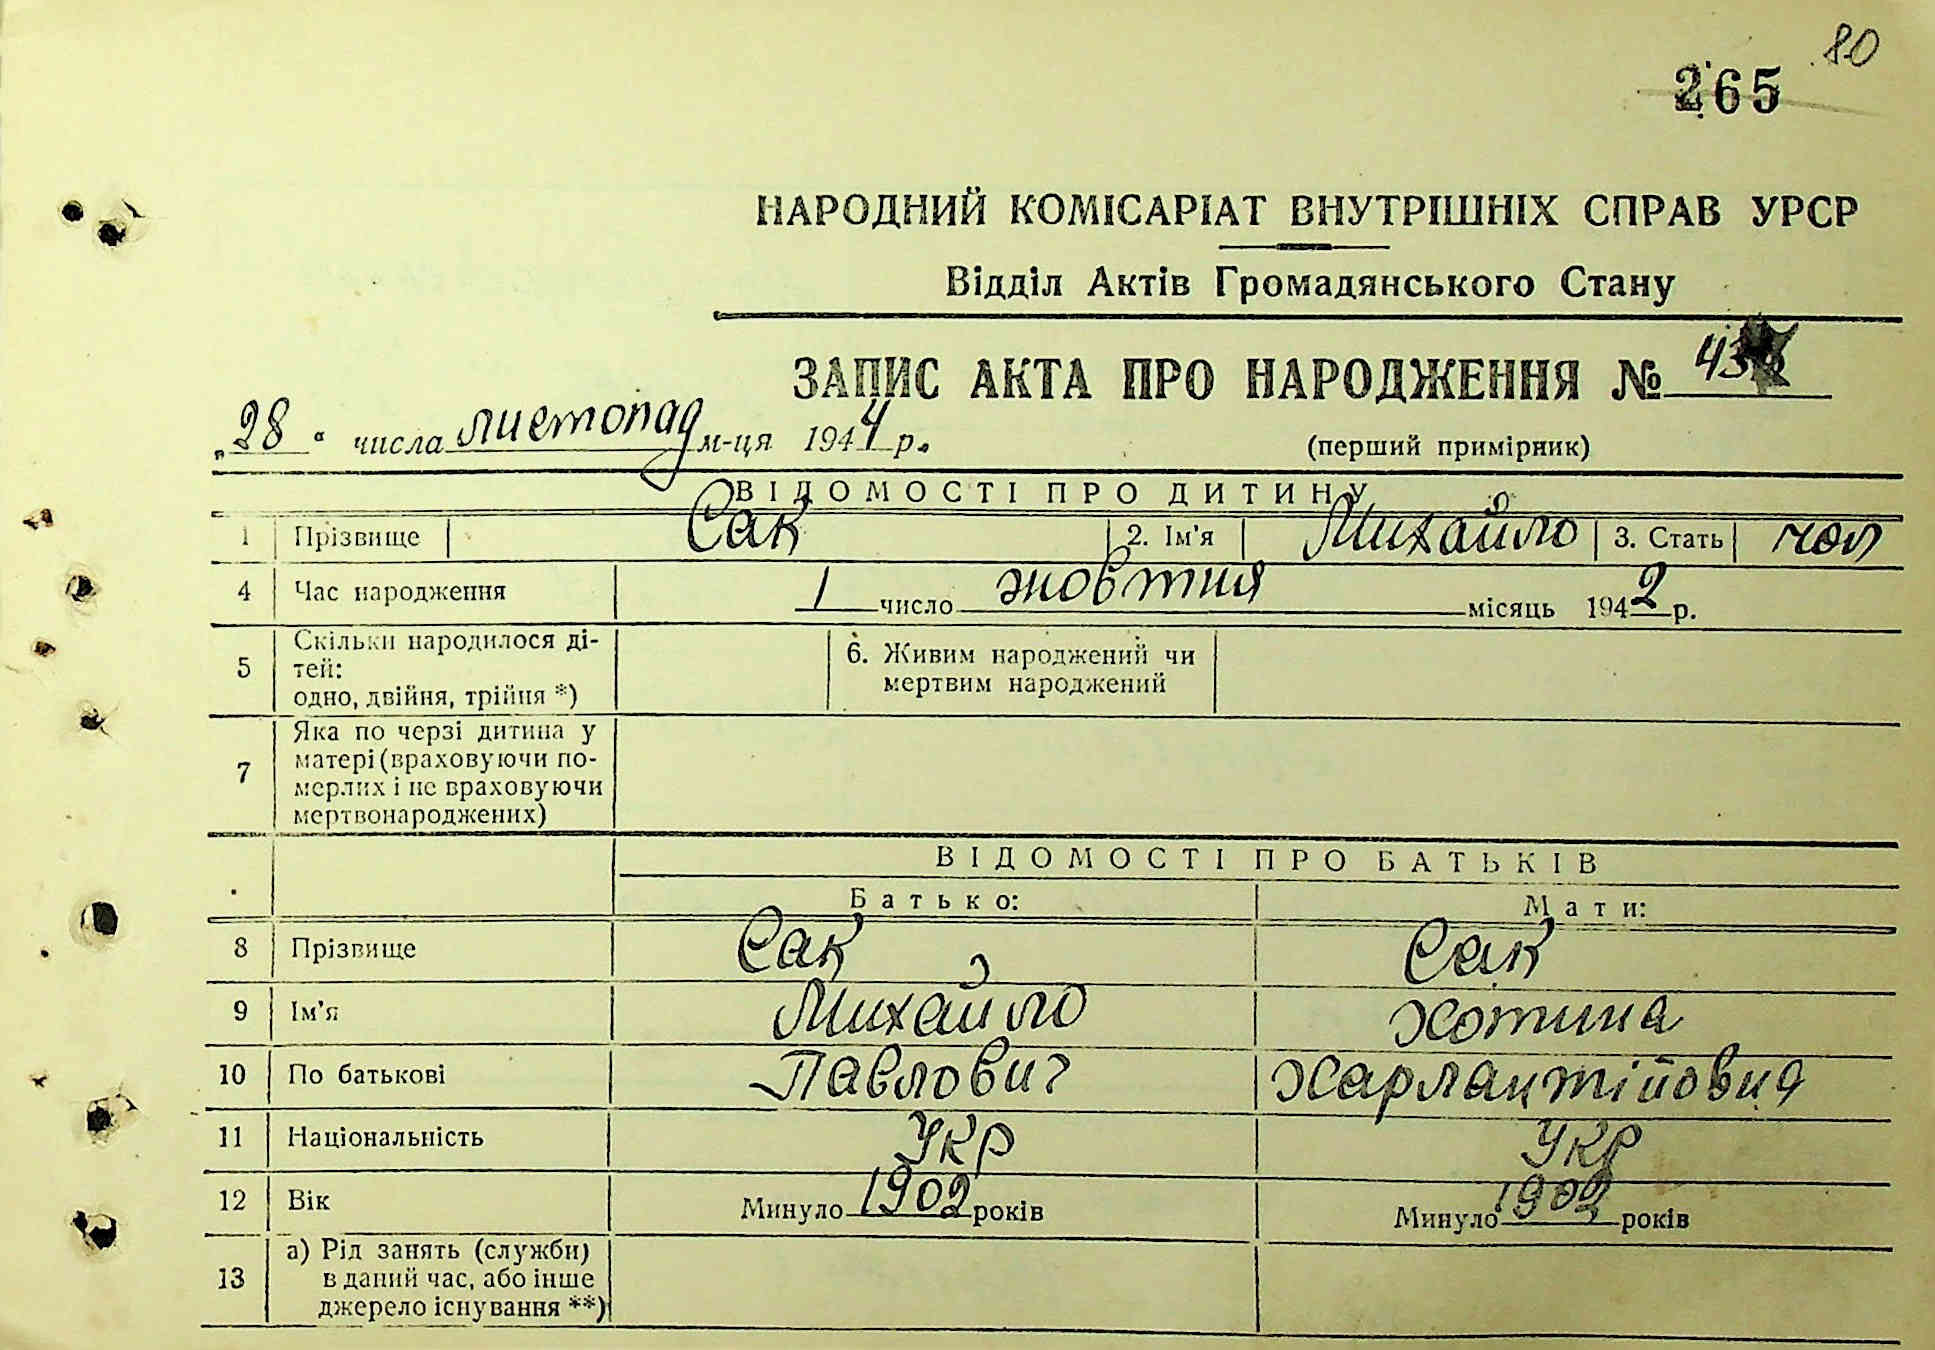 80
265
НАРОДНИЙ КОМІСАРІАТ ВНУТРІШНІХ СПРАВ УРСР
Відділ Актів Громадянського Стану
ЗАПИС АКТА ПРО НАРОДЖЕННЯ №
„28“ числа листопад м-ця 1944 р.
(перший примірник)
ВІДОМОСТІ ПРО ДИТИНУ
1 Прізвище Сак 2. Ім'я Михайло 3. Стать чол
4 Час народження 1 число жовтня місяць 1942 р.
5 Скільки народилося ді-
тей:
одно, двійня, трійня *)
6. Живим народжений чи
мертвим народжений
7 Яка по черзі дитина у
матері (враховуючи по-
мерлих і не враховуючи
мертвонароджених)
ВІДОМОСТІ ПРО БАТЬКІВ
Батько: Мати:
8 Прізвище Сак Сак
9 Ім'я Михайло Хотина
10 По батькові Павлович
11 Національність Укр Укр
12 Вік Минуло 1902 років Минуло 1902 років
13 а) Рід занять (служби)
в даний час, або інше
джерело існування **)